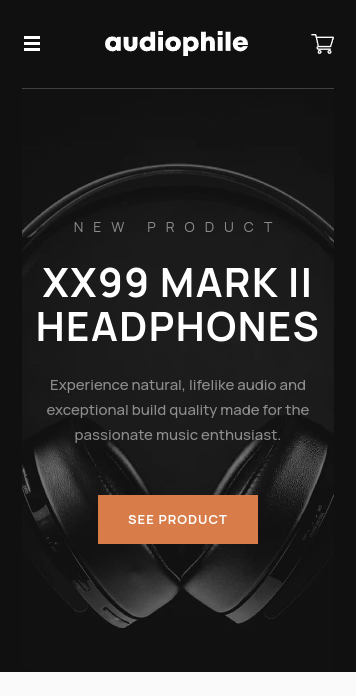 audiophile
NEW PRODUCT
XX99 MARK II
HEADPHONES
Experience natural, lifelike audio and
exceptional build quality made for the
passionate music enthusiast.
SEE PRODUCT